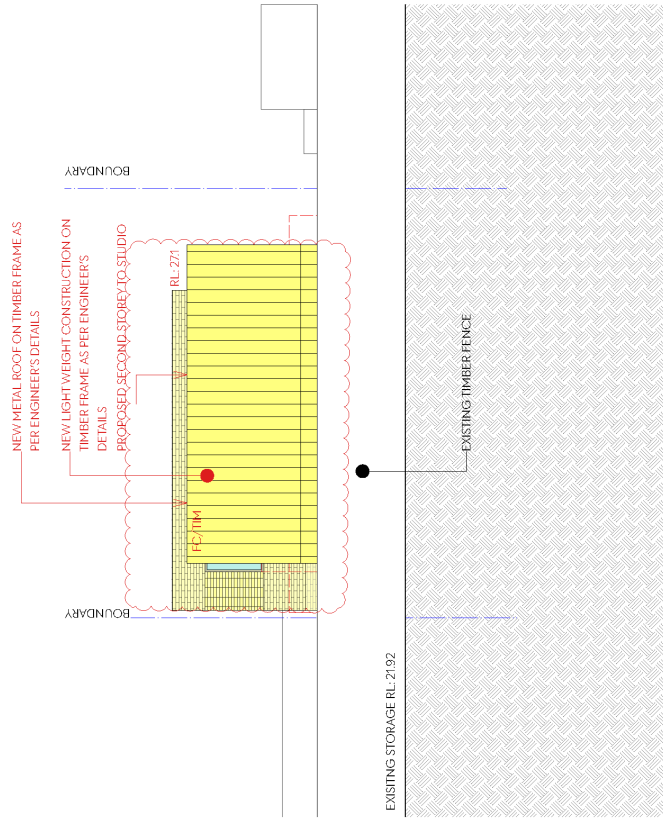 NEW METAL ROOF ON TIMBER FRAME AS
PER ENGINEER'S DETAILS
NEW LIGHT WEIGHT CONSTRUCTION ON
TIMBER FRAME AS PER ENGINEER'S
DETAILS
PROPOSED SECOND STOREY TO STUDIO
BOUNDARY
BOUNDARY
RL: 27.1
FC/TIM
EXISITNG STORAGE RL: 21.92
EXISTING TIMBER FENCE